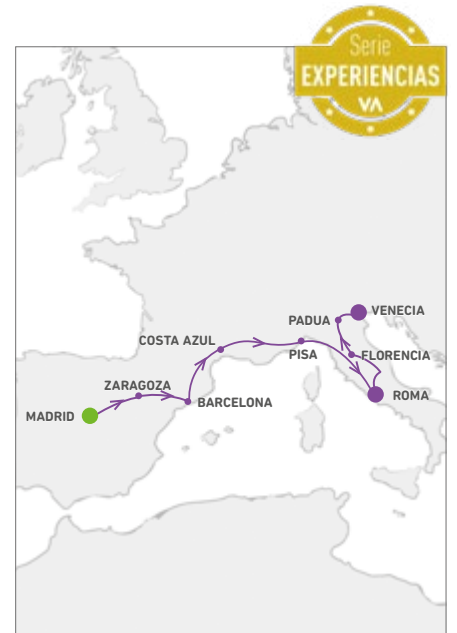 Serie
EXPERIENCIAS
VA
VENECIA
PADUA
COSTA AZUL
PISA
FLORENCIA
ZARAGOZA
BARCELONA
ROMA
MADRID